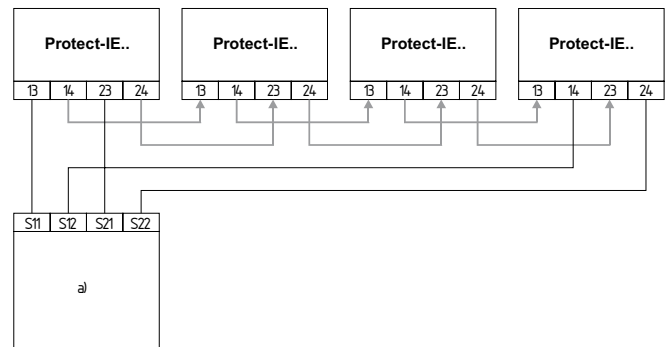 Protect-IE.. Protect-IE.. Protect-IE.. Protect-IE..
13 14 23 24 13 14 23 24 13 14 23 24 13 14 23 24
S11 S12 S21 S22
a)